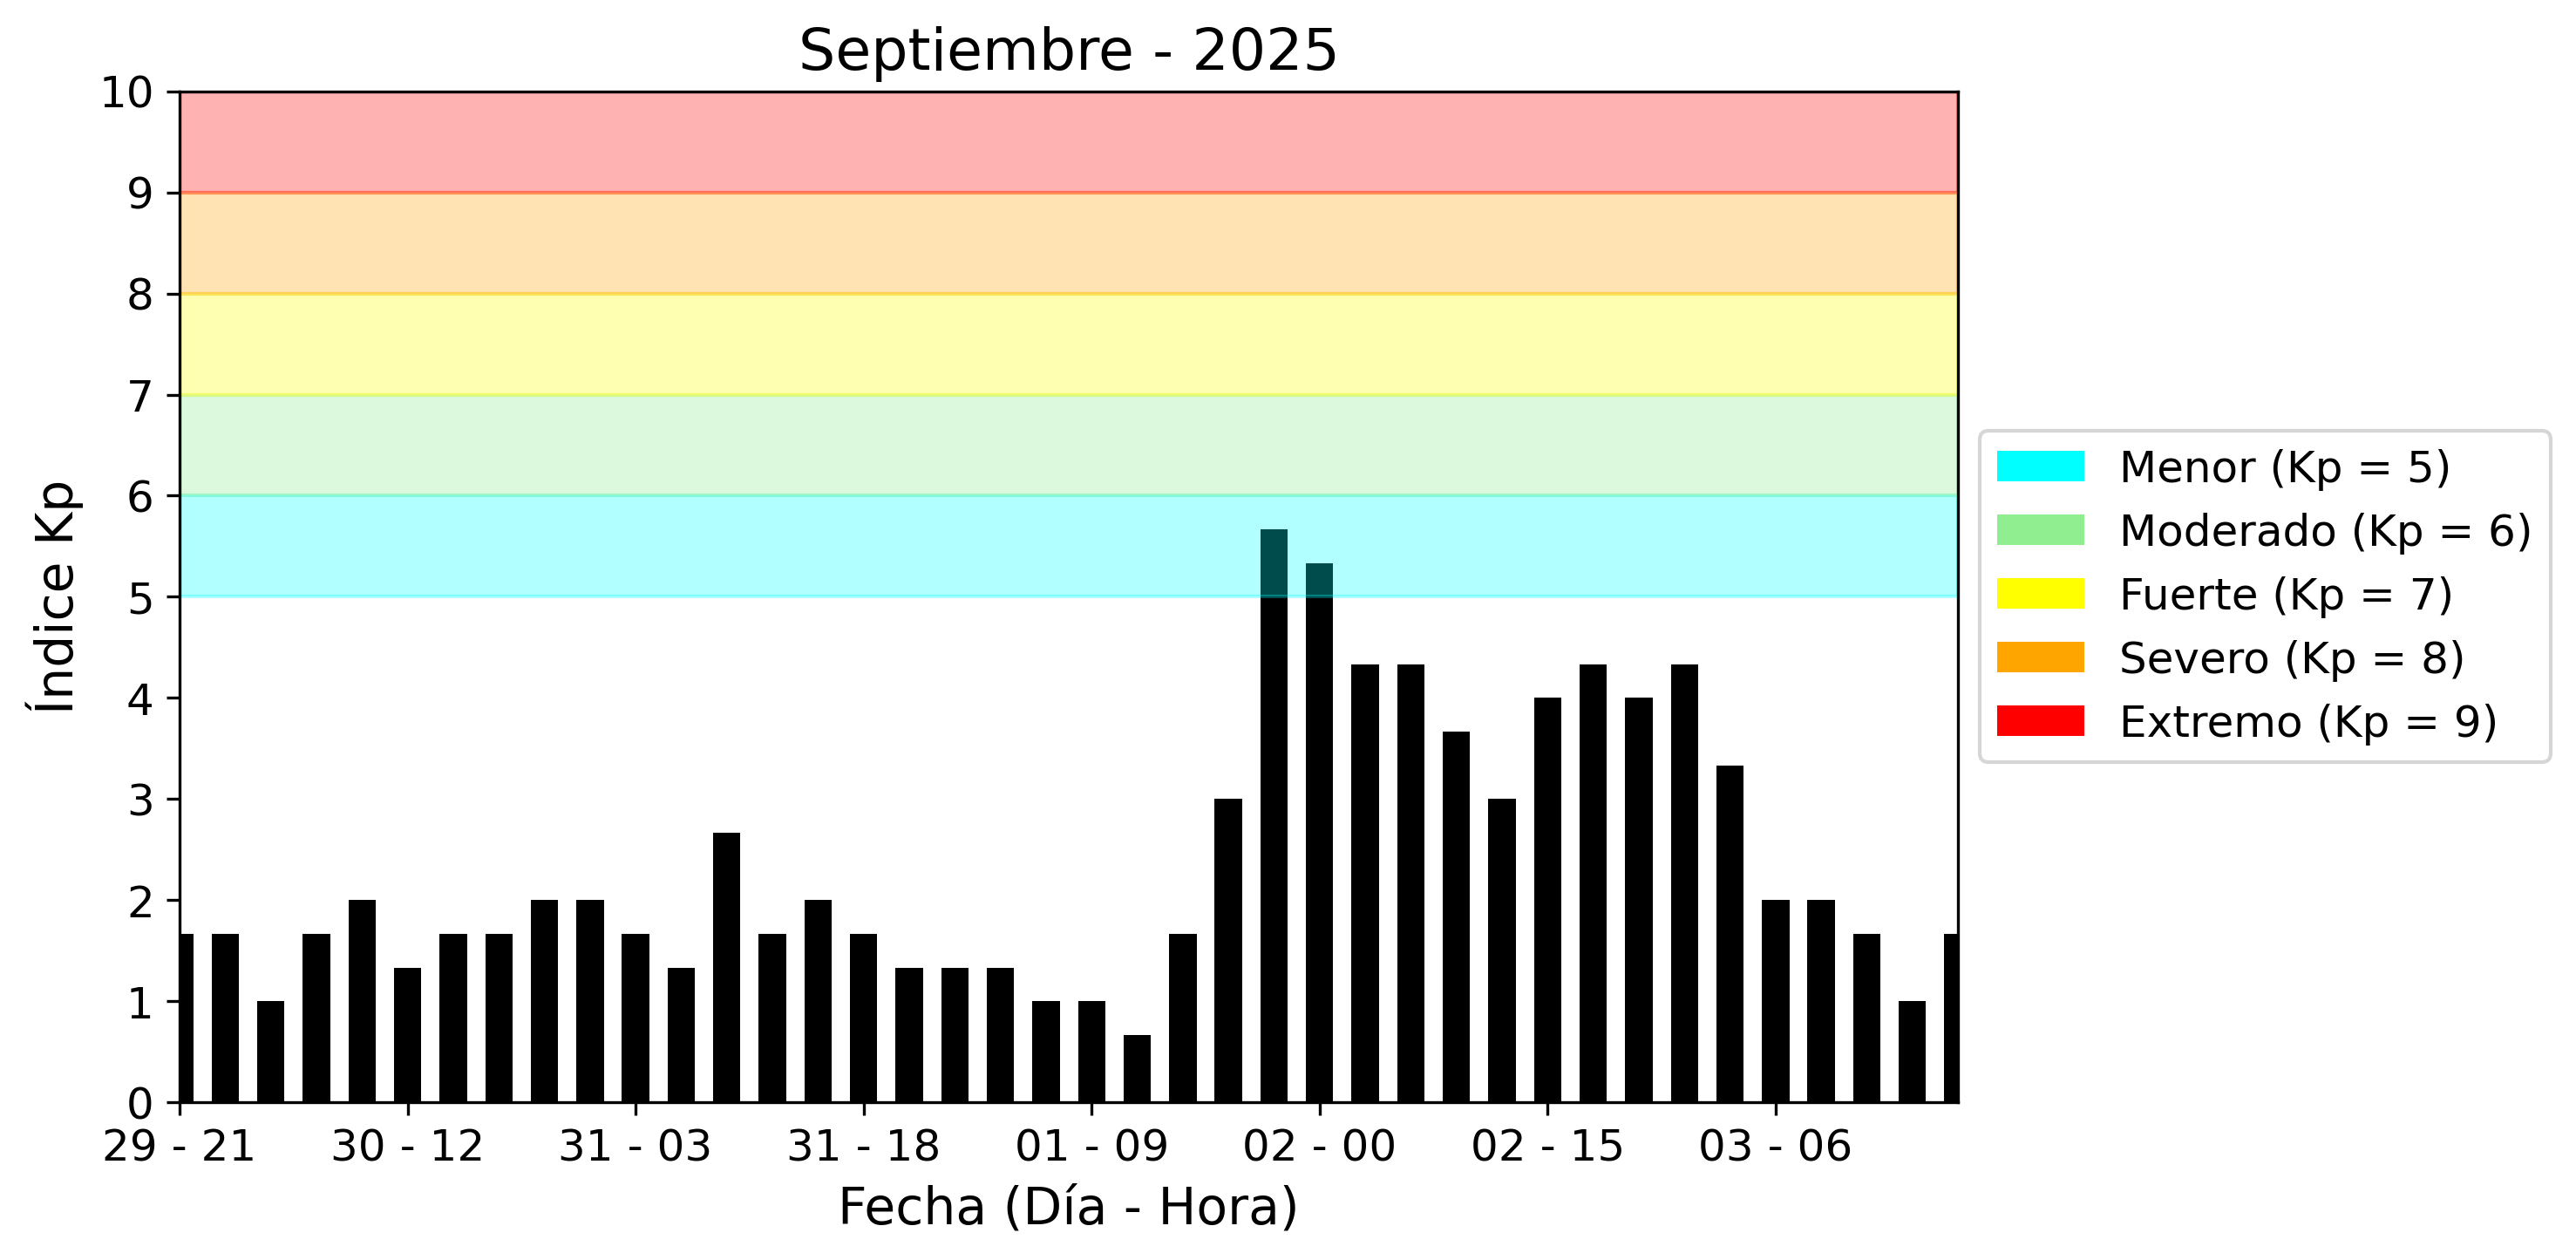 Septiembre - 2025
10
9
8
7
6
5
4
3
2
1
0
Índice Kp
29 - 21
30 - 12
31 - 03
31 - 18
01 - 09
02 - 00
02 - 15
03 - 06
Fecha (Día - Hora)
Menor (Kp = 5)
Moderado (Kp = 6)
Fuerte (Kp = 7)
Severo (Kp = 8)
Extremo (Kp = 9)